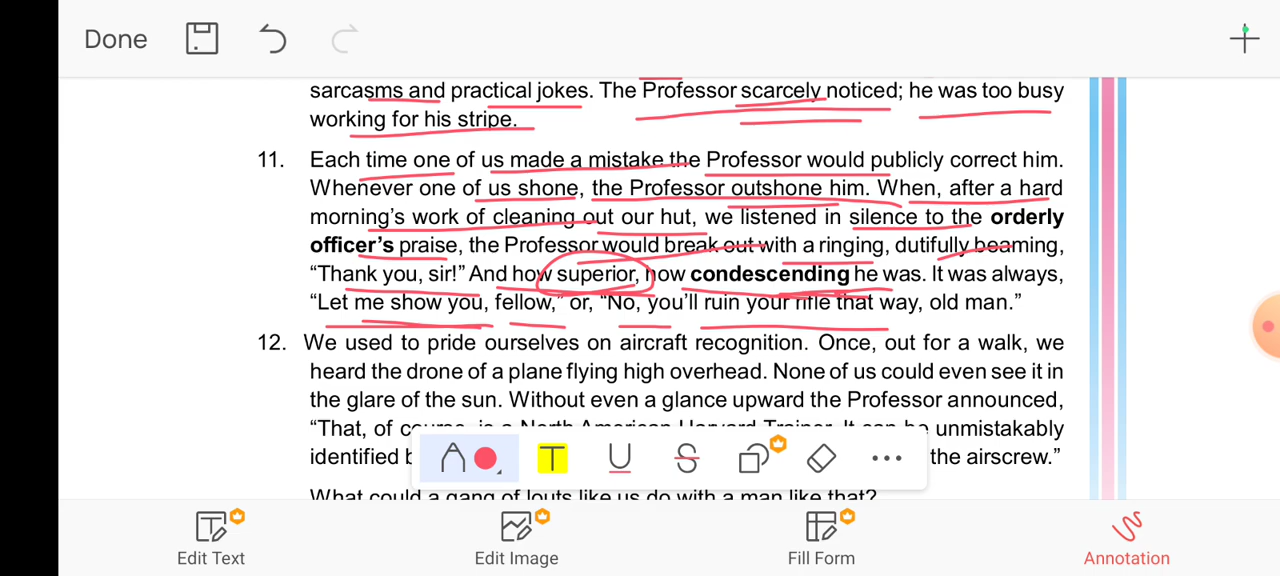 Done
sarcasms and practical jokes. The Professor scarcely noticed; he was too busy
working for his stripe.
11. Each time one of us made a mistake the Professor would publicly correct him.
Whenever one of us shone, the Professor outshone him. When, after a hard
morning's work of cleaning out our hut, we listened in silence to the orderly
officer's praise, the Professor would break out with a ringing, dutifully beaming,
"Thank you, sir!" And how superior, how condescending he was. It was always,
"Let me show you, fellow," or, "No, you'll ruin your rifle that way, old man."
12. We used to pride ourselves on aircraft recognition. Once, out for a walk, we
heard the drone of a plane flying high overhead. None of us could even see it in
the glare of the sun. Without even a glance upward the Professor announced,
"That, of course, is a North American Harvard Trainer. It can be unmistakably
identified the airscrew."
What could a gang of louts like us do with a man like that?
T U S
Edit Text
Edit Image
Fill Form
Annotation